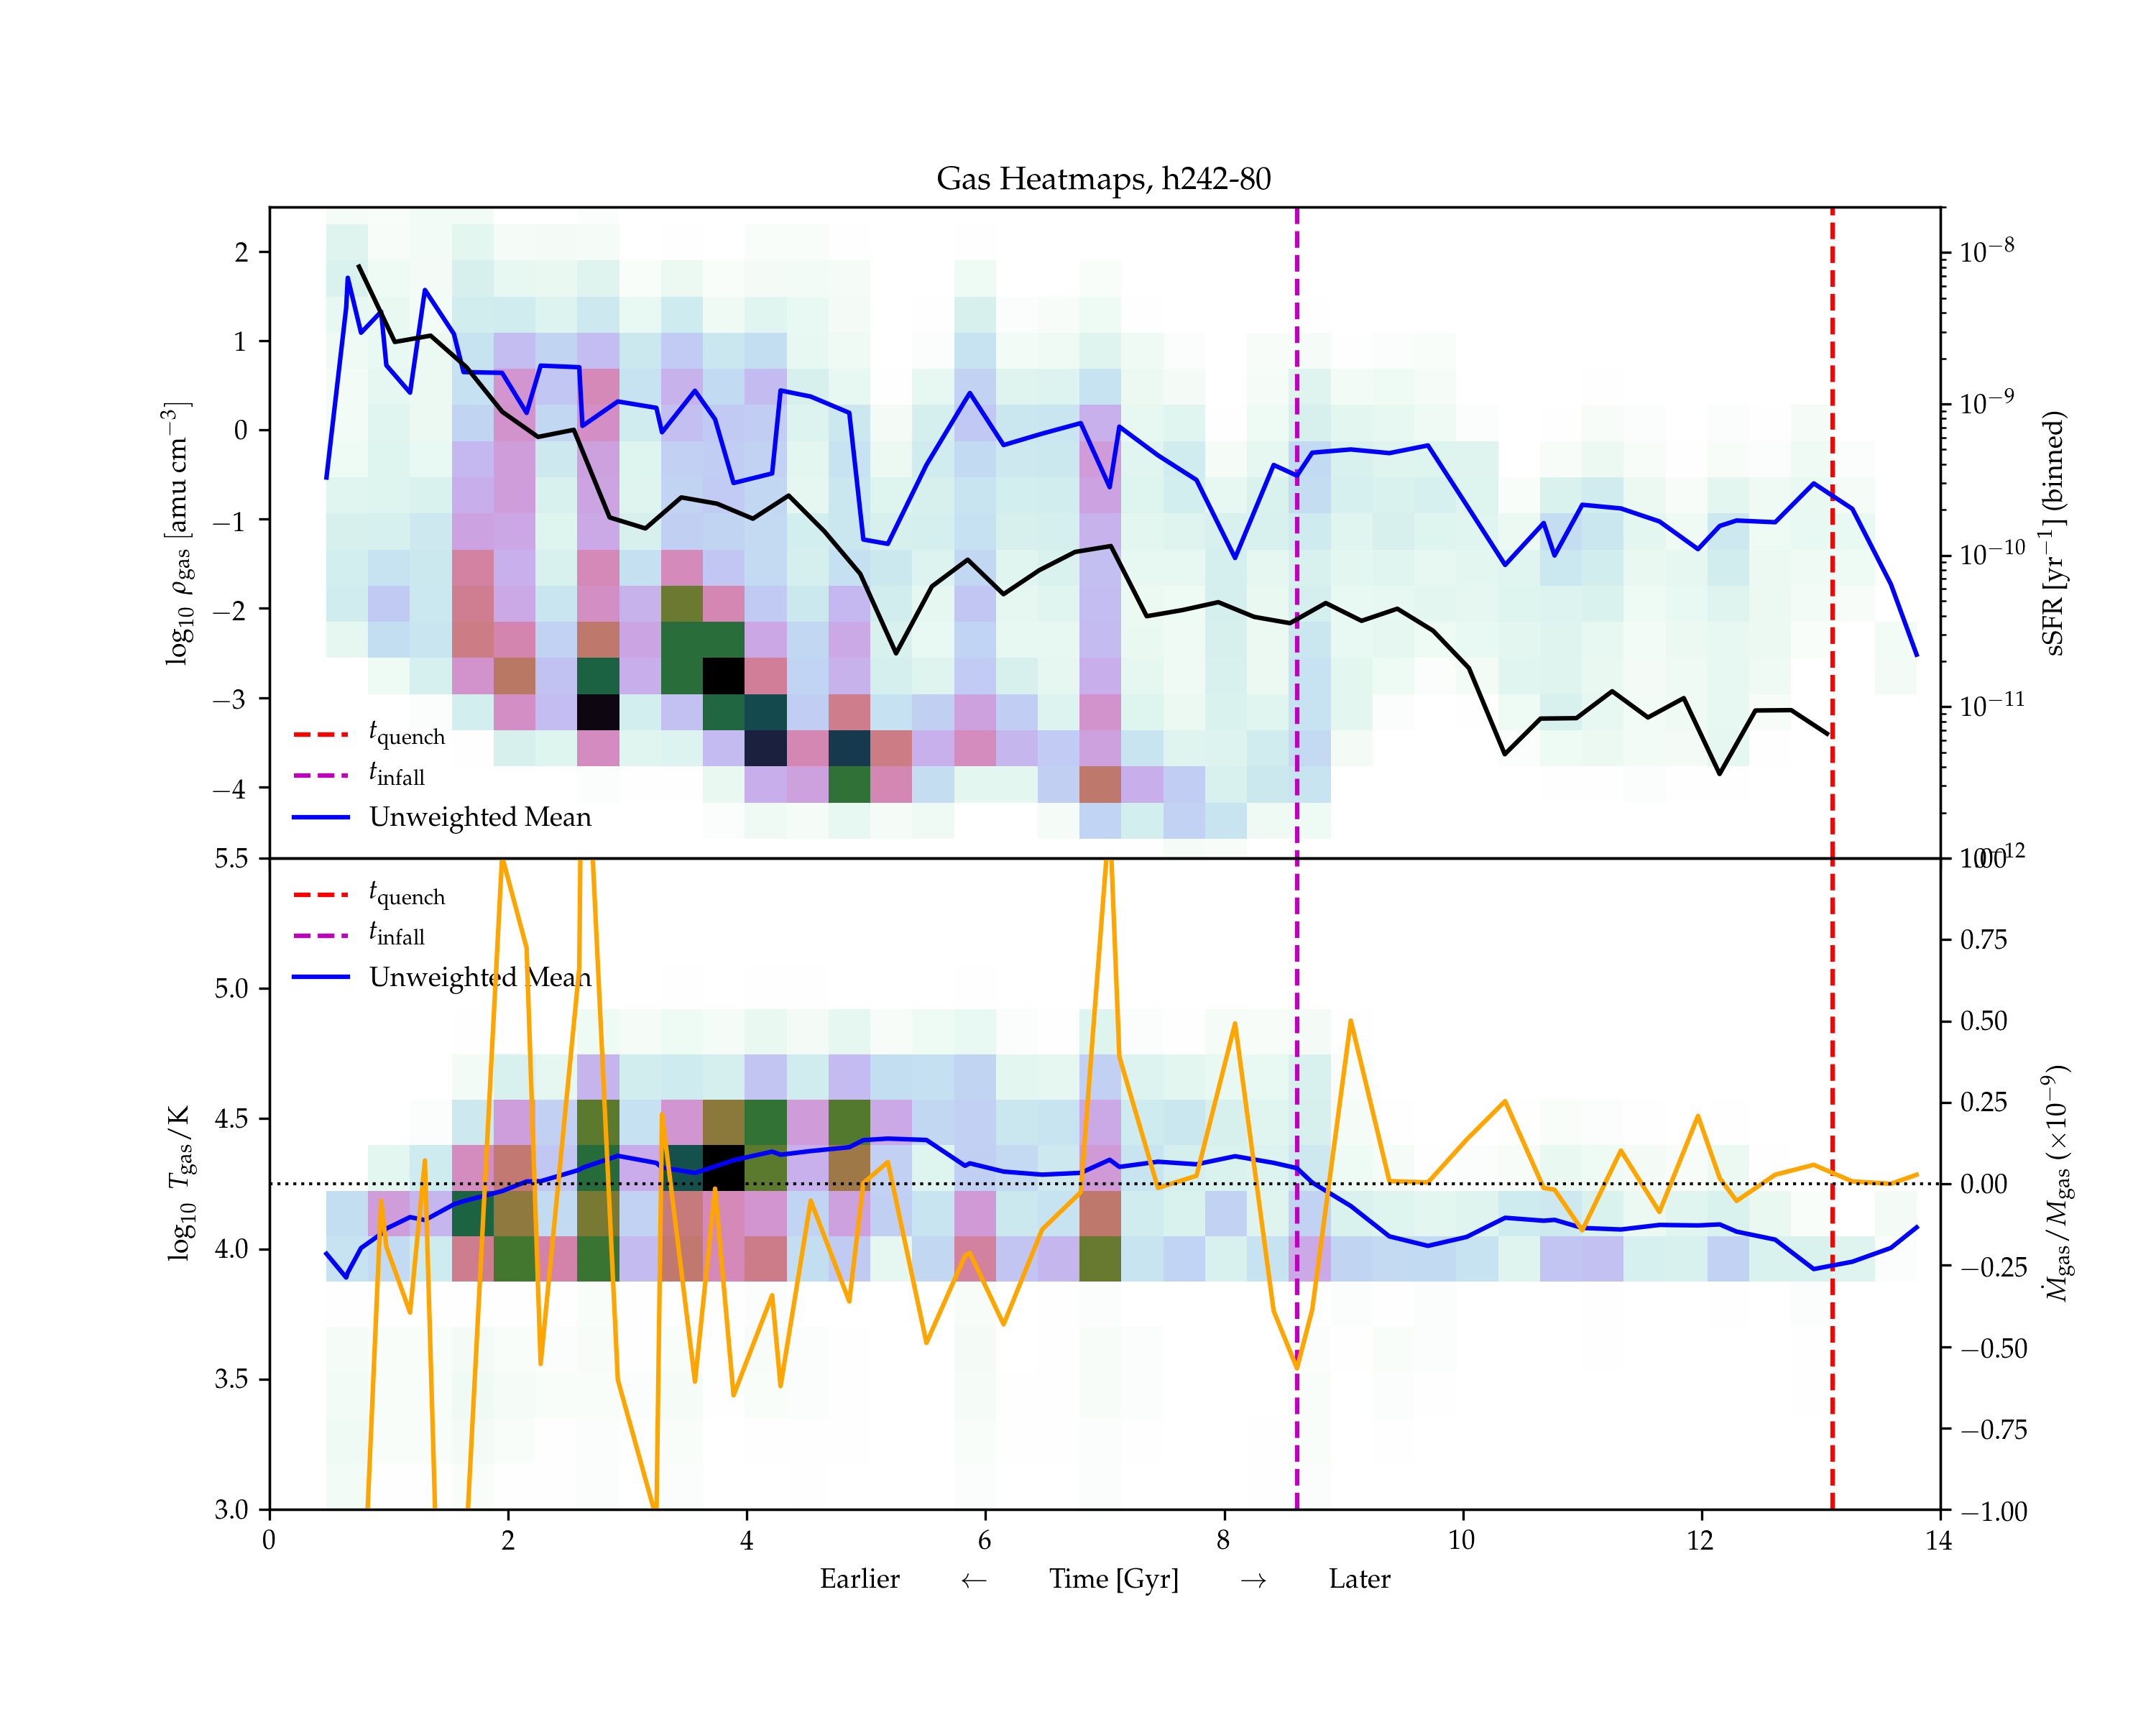 Gas Heatmaps, h242-80
log₁₀ ρgas [amu cm⁻³]
2
1
0
−1
−2
−3
−4
tquench
tinfall
Unweighted Mean
10⁻⁸
10⁻⁹
10⁻¹⁰
10⁻¹¹
10⁻¹²
sSFR [yr⁻¹] (binned)
log₁₀ Tgas/K
5.5
5.0
4.5
4.0
3.5
3.0
tquench
tinfall
Unweighted Mean
1.00
0.75
0.50
0.25
0.00
−0.25
−0.50
−0.75
−1.00
Ṁgas/Mgas (×10⁻⁹)
0 2 4 6 8 10 12 14
Earlier ← Time [Gyr] → Later